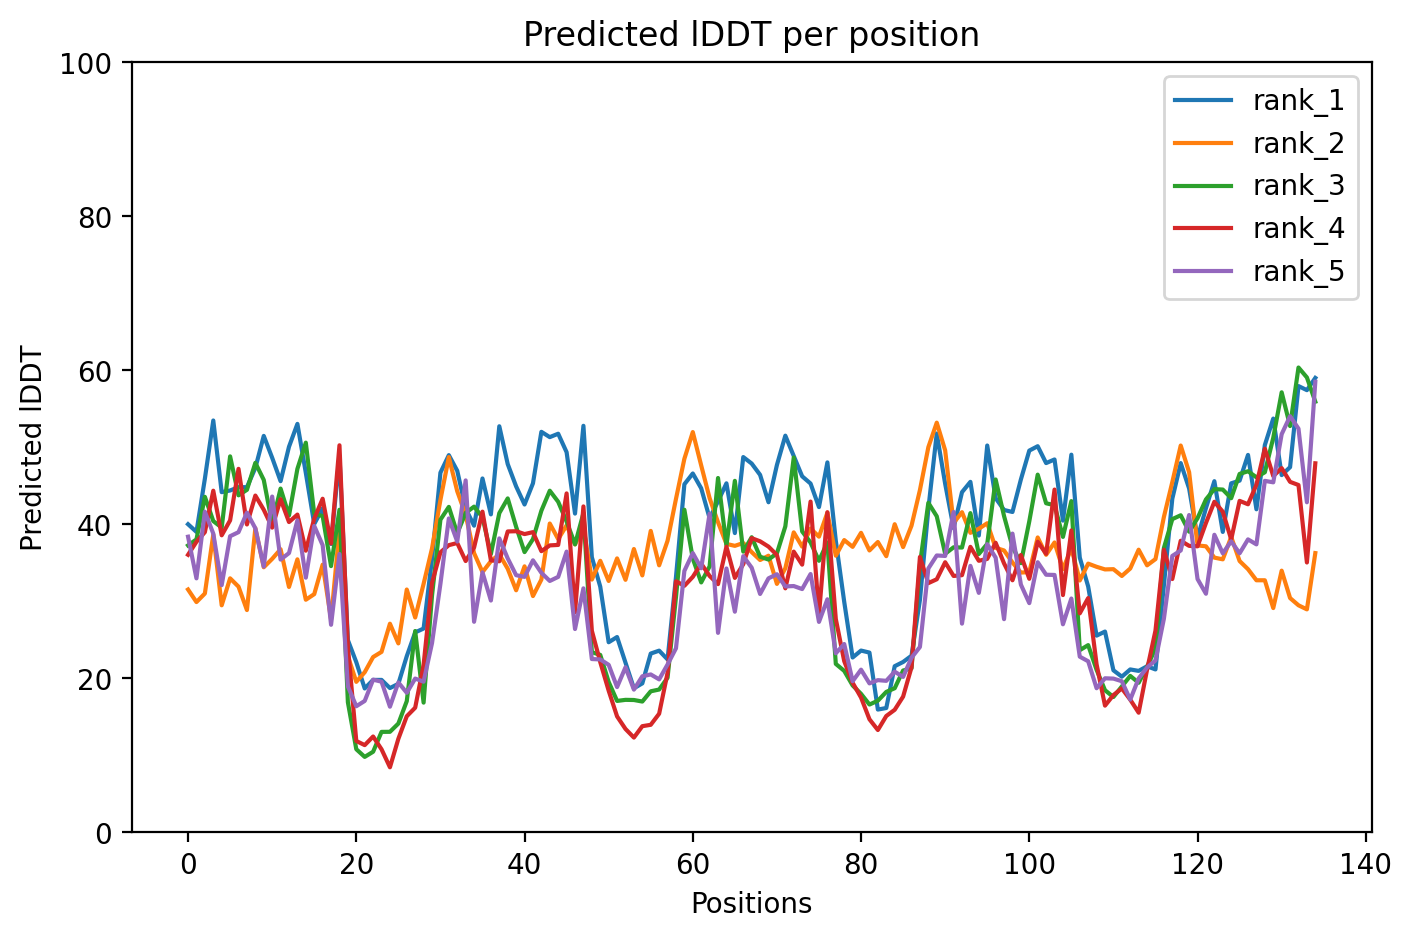 Predicted lDDT per position
100
80
60
40
20
0
Predicted lDDT
0 20 40 60 80 100 120 140
Positions
rank_1
rank_2
rank_3
rank_4
rank_5